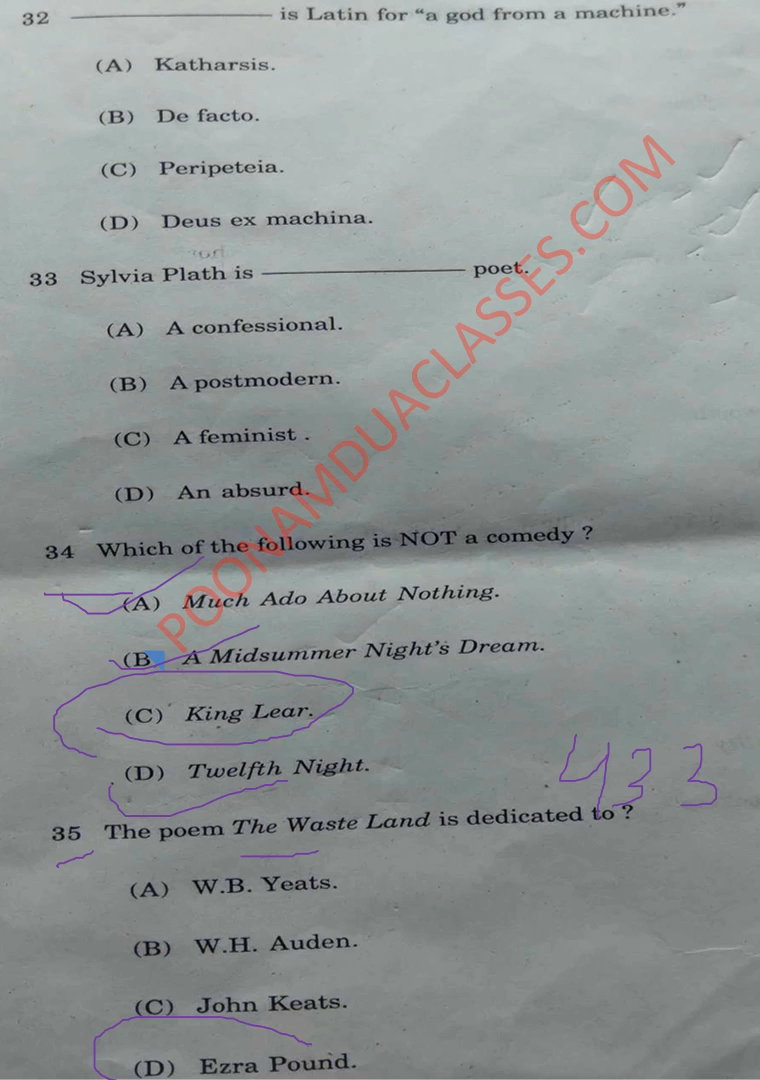 32 ——————— is Latin for “a god from a machine.”
(A) Katharsis.
(B) De facto.
(C) Peripeteia.
(D) Deus ex machina.
33 Sylvia Plath is ——————— poet.
(A) A confessional.
(B) A postmodern.
(C) A feminist .
(D) An absurd.
POONAMDUACLASSES.COM
34 Which of the following is NOT a comedy ?
(A) Much Ado About Nothing.
(B A Midsummer Night’s Dream.
(C) King Lear.
(D) Twelfth Night.
433
35 The poem The Waste Land is dedicated to ?
(A) W.B. Yeats.
(B) W.H. Auden.
(C) John Keats.
(D) Ezra Pound.